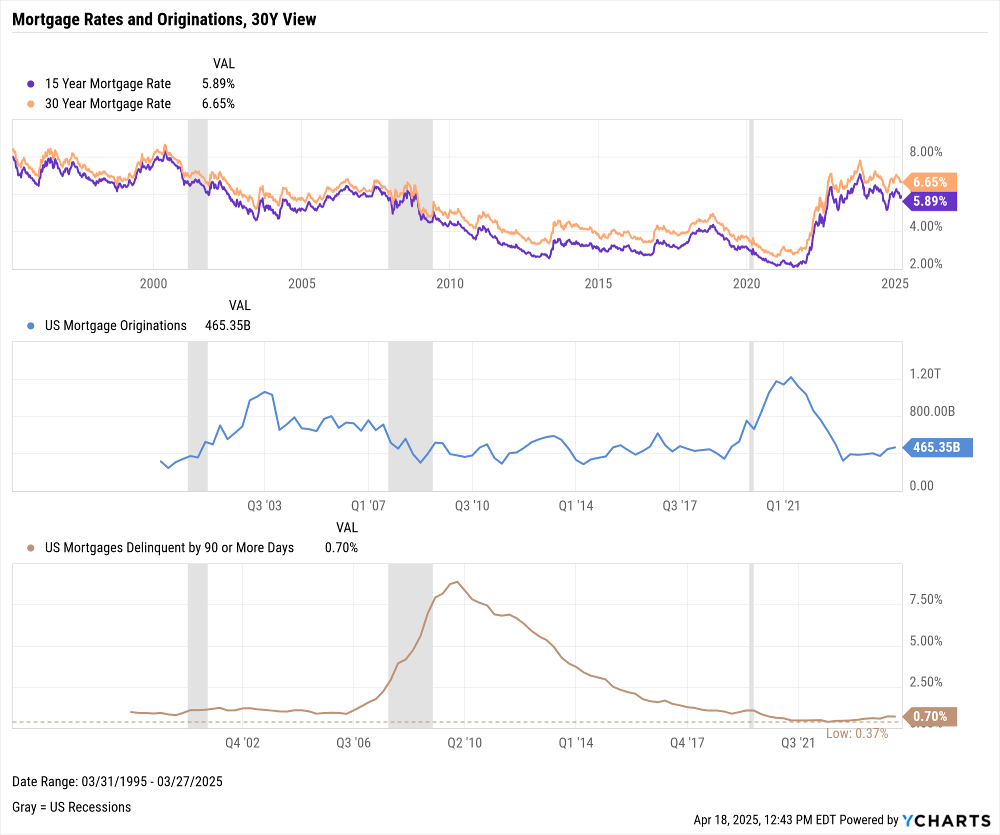 Mortgage Rates and Originations, 30Y View
VAL
15 Year Mortgage Rate 5.89%
30 Year Mortgage Rate 6.65%
8.00%
6.65%
5.89%
4.00%
2.00%
2000 2005 2010 2015 2020 2025
VAL
US Mortgage Originations 465.35B
1.20T
800.00B
465.35B
0.00
Q3 '03 Q1 '07 Q3 '10 Q1 '14 Q3 '17 Q1 '21
VAL
US Mortgages Delinquent by 90 or More Days 0.70%
7.50%
5.00%
2.50%
0.70%
Low: 0.37%
Q4 '02 Q3 '06 Q2 '10 Q1 '14 Q4 '17 Q3 '21
Date Range: 03/31/1995 - 03/27/2025
Gray = US Recessions
Apr 18, 2025, 12:43 PM EDT Powered by YCHARTS